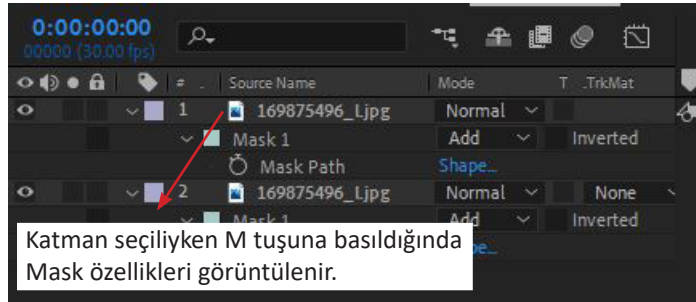 0:00:00:00
00000 (30.00 fps)
# . Source Name Mode T .TrkMat
1 169875496_l.jpg Normal
Mask 1 Add Inverted
Mask Path Shape...
2 169875496_l.jpg Normal None
Mask 1 Add Inverted
Katman seçiliyken M tuşuna basıldığında
Mask özellikleri görüntülenir.